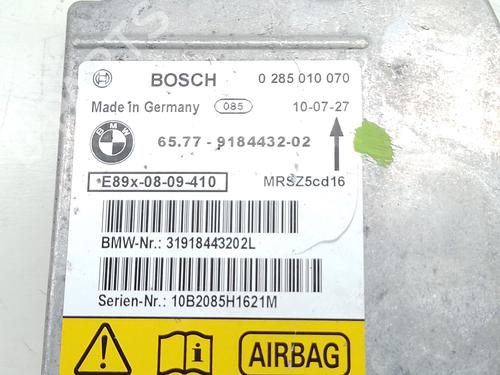 BOSCH 0 285 010 070
Made in Germany 085 10-07-27
BMW 65.77 - 9184432-02
E89x-08-09-410 MRSZ5cd16
BMW-Nr.: 31918443202L
Serien-Nr.: 10B2085H1621M
AIRBAG